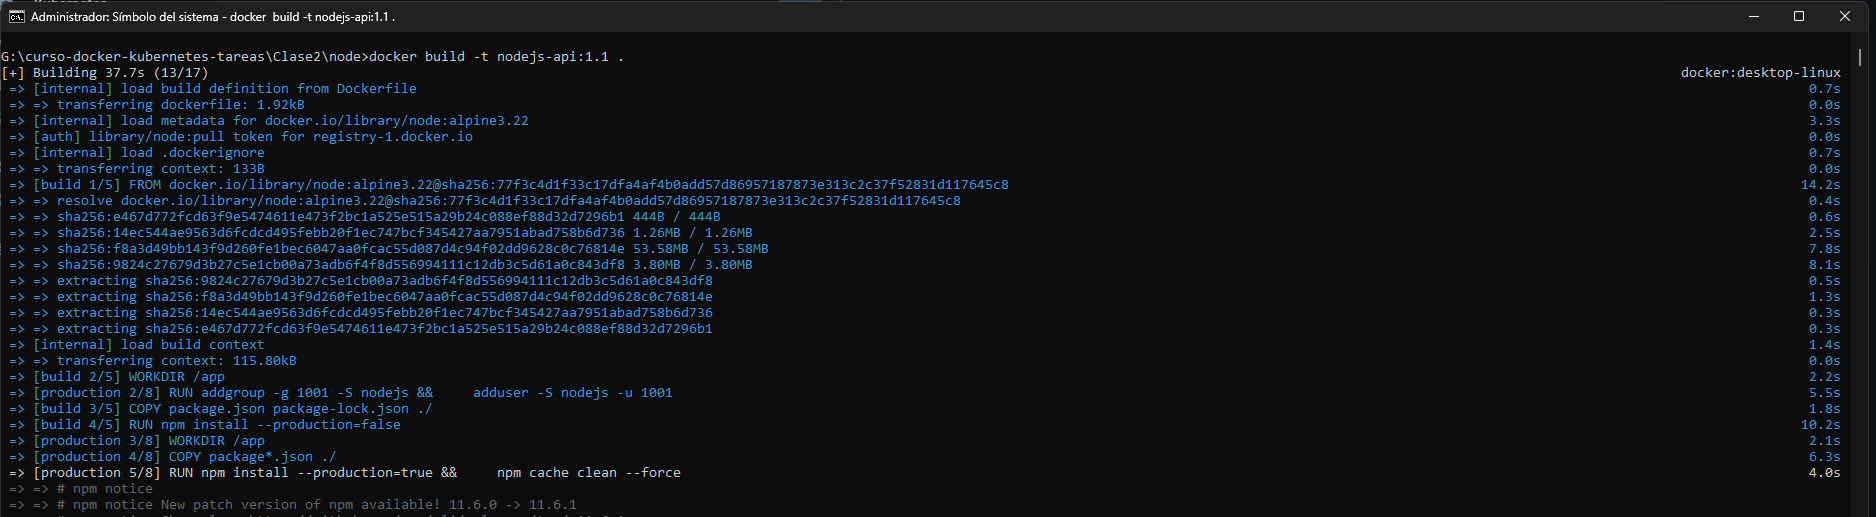 Administrador: Símbolo del sistema - docker  build -t nodejs-api:1.1 .
G:\curso-docker-kubernetes-tareas\Clase2\node>docker build -t nodejs-api:1.1 .
[+] Building 37.7s (13/17) docker:desktop-linux
=> [internal] load build definition from Dockerfile 0.7s
=> => transferring dockerfile: 1.92kB 0.0s
=> [internal] load metadata for docker.io/library/node:alpine3.22 3.3s
=> [auth] library/node:pull token for registry-1.docker.io 0.0s
=> [internal] load .dockerignore 0.7s
=> => transferring context: 133B 0.0s
=> [build 1/5] FROM docker.io/library/node:alpine3.22@sha256:77f3c4d1f33c17dfa4af4b0add57d86957187873e313c2c37f52831d117645c8 14.2s
=> => resolve docker.io/library/node:alpine3.22@sha256:77f3c4d1f33c17dfa4af4b0add57d86957187873e313c2c37f52831d117645c8 0.4s
=> => sha256:e467d772fcd63f9e5474611e473f2bc1a525e515a29b24c088ef88d32d7296b1 444B / 444B 0.6s
=> => sha256:14ec544ae9563d6fcdcd495febb20f1ec747bcf345427aa7951abad758b6d736 1.26MB / 1.26MB 2.5s
=> => sha256:f8a3d49bb143f9d260fe1bec6047aa0fcac55d087d4c94f02dd9628c0c76814e 53.58MB / 53.58MB 7.8s
=> => sha256:9824c27679d3b27c5e1cb00a73adb6f4f8d556994111c12db3c5d61a0c843df8 3.80MB / 3.80MB 8.1s
=> => extracting sha256:9824c27679d3b27c5e1cb00a73adb6f4f8d556994111c12db3c5d61a0c843df8 0.5s
=> => extracting sha256:f8a3d49bb143f9d260fe1bec6047aa0fcac55d087d4c94f02dd9628c0c76814e 1.3s
=> => extracting sha256:14ec544ae9563d6fcdcd495febb20f1ec747bcf345427aa7951abad758b6d736 0.3s
=> => extracting sha256:e467d772fcd63f9e5474611e473f2bc1a525e515a29b24c088ef88d32d7296b1 0.3s
=> [internal] load build context 1.4s
=> => transferring context: 115.80kB 0.0s
=> [build 2/5] WORKDIR /app 2.2s
=> [production 2/8] RUN addgroup -g 1001 -S nodejs &&     adduser -S nodejs -u 1001 5.5s
=> [build 3/5] COPY package.json package-lock.json ./ 1.8s
=> [build 4/5] RUN npm install --production=false 10.2s
=> [production 3/8] WORKDIR /app 2.1s
=> [production 4/8] COPY package*.json ./ 6.3s
=> [production 5/8] RUN npm install --production=true &&     npm cache clean --force 4.0s
=> => # npm notice
=> => # npm notice New patch version of npm available! 11.6.0 -> 11.6.1